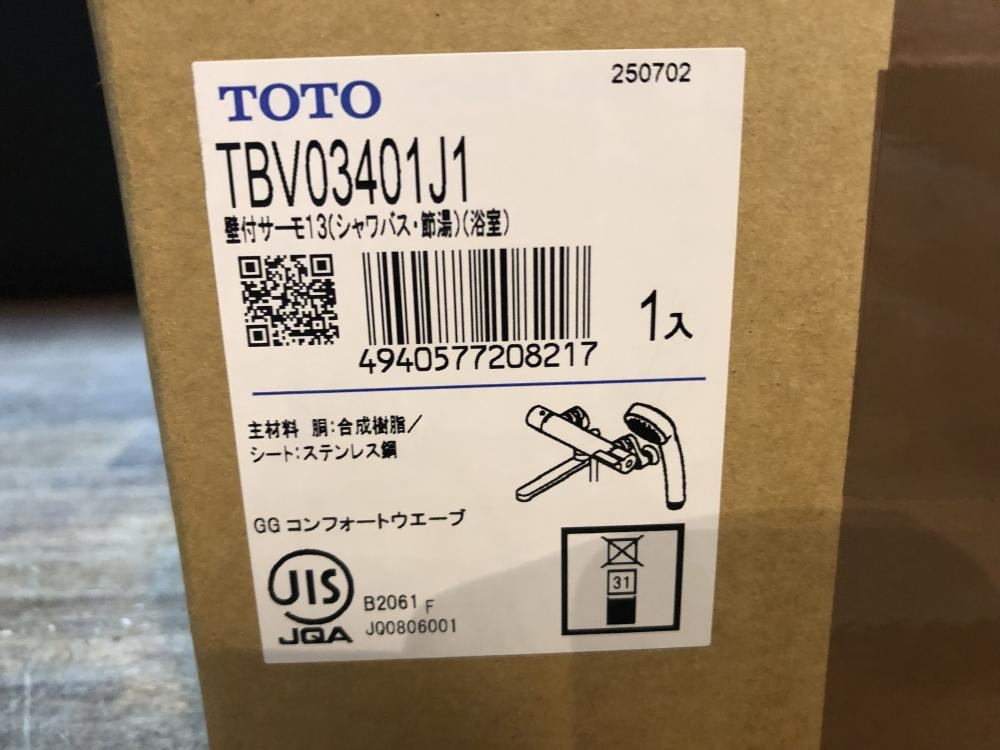 250702
TOTO
TBV03401J1
壁付サーモ13(シャワバス・節湯)(浴室)
4940577208217
1入
主材料 胴:合成樹脂/
シート:ステンレス鋼
GG コンフォートウエーブ
JIS
JQA
B2061 F
JQ0806001
31